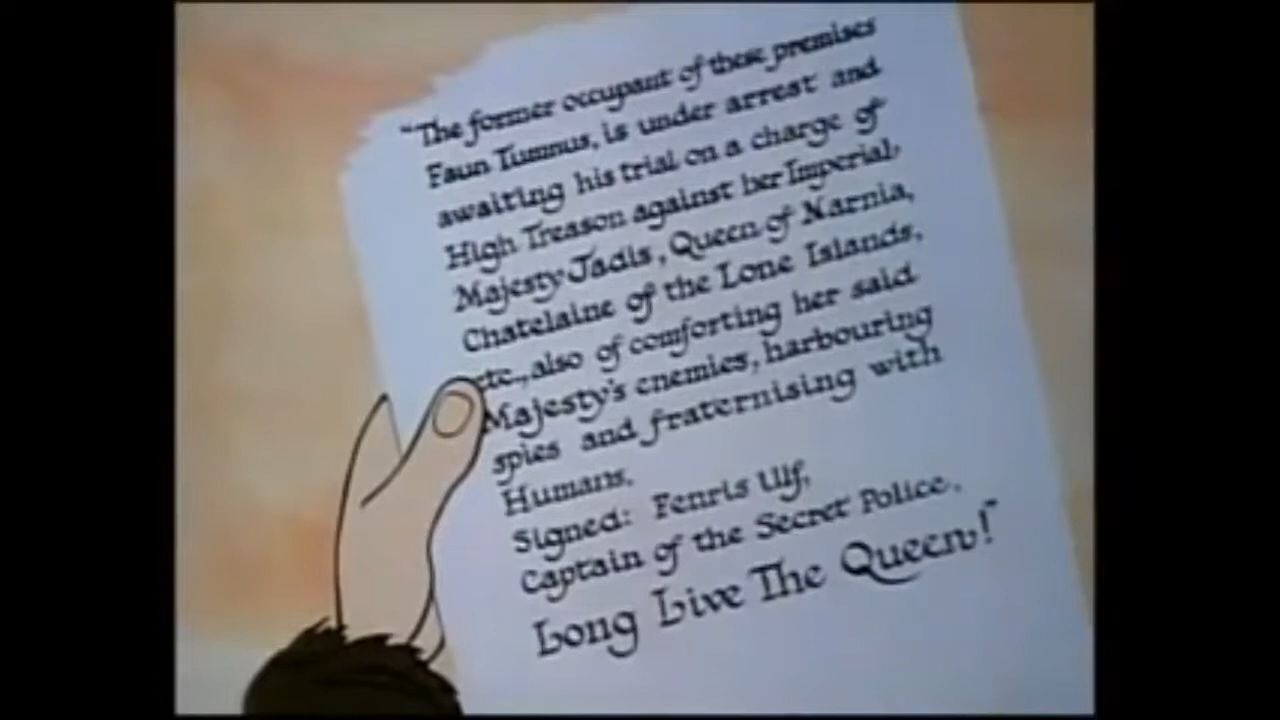 "The former occupant of these premises
Faun Tumnus, is under arrest and
awaiting his trial on a charge of
High Treason against her Imperial
Majesty Jadis, Queen of Narnia,
Chatelaine of the Lone Islands,
etc., also of comforting her said
Majesty's enemies, harbouring
spies and fraternising with
Humans.
Signed: Fenris Ulf,
Captain of the Secret Police.
Long Live The Queen!"